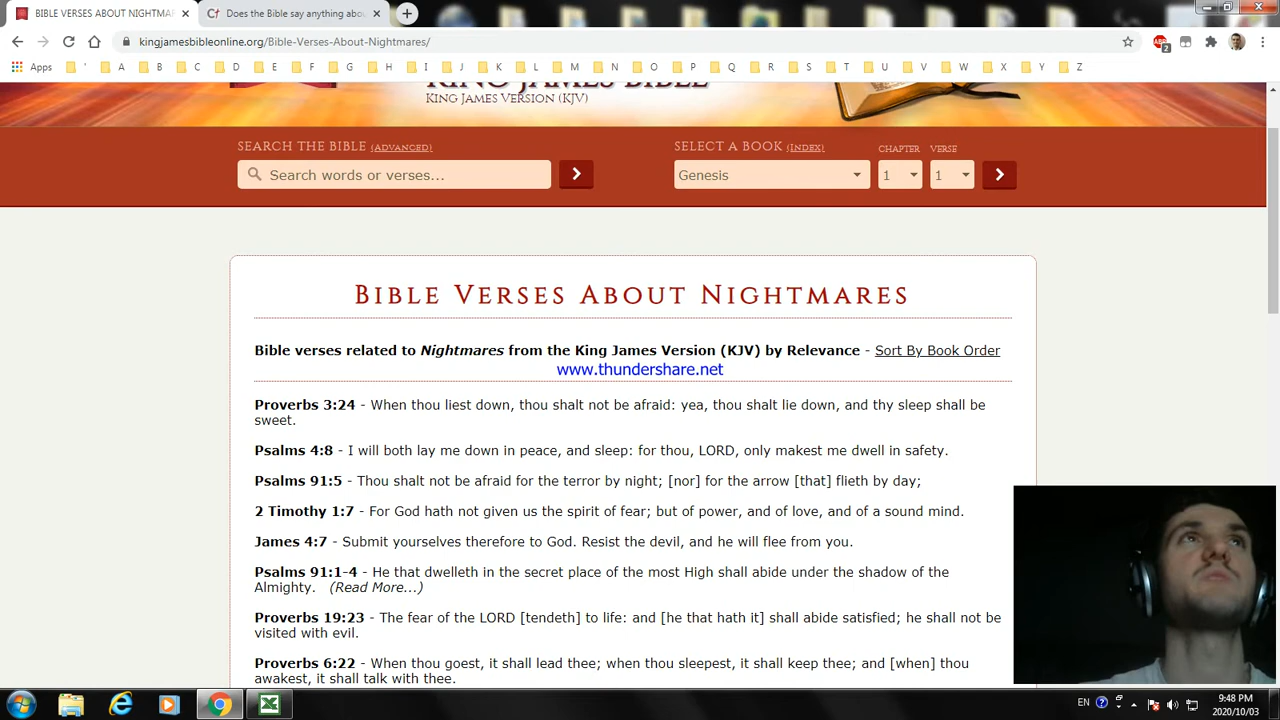 BIBLE VERSES ABOUT NIGHTMAR
Does the Bible say anything abou
kingjamesbibleonline.org/Bible-Verses-About-Nightmares/
2
Apps ' A B C D E F G H I J K L M N O P Q R S T U V W X Y Z
KING JAMES BIBLE
KING JAMES VERSION (KJV)
SEARCH THE BIBLE (ADVANCED)
SELECT A BOOK (INDEX) CHAPTER VERSE
Search words or verses...
Genesis 1 1
BIBLE VERSES ABOUT NIGHTMARES
Bible verses related to Nightmares from the King James Version (KJV) by Relevance - Sort By Book Order
www.thundershare.net
Proverbs 3:24 - When thou liest down, thou shalt not be afraid: yea, thou shalt lie down, and thy sleep shall be
sweet.
Psalms 4:8 - I will both lay me down in peace, and sleep: for thou, LORD, only makest me dwell in safety.
Psalms 91:5 - Thou shalt not be afraid for the terror by night; [nor] for the arrow [that] flieth by day;
2 Timothy 1:7 - For God hath not given us the spirit of fear; but of power, and of love, and of a sound mind.
James 4:7 - Submit yourselves therefore to God. Resist the devil, and he will flee from you.
Psalms 91:1-4 - He that dwelleth in the secret place of the most High shall abide under the shadow of the
Almighty. (Read More...)
Proverbs 19:23 - The fear of the LORD [tendeth] to life: and [he that hath it] shall abide satisfied; he shall not be
visited with evil.
Proverbs 6:22 - When thou goest, it shall lead thee; when thou sleepest, it shall keep thee; and [when] thou
awakest, it shall talk with thee.
EN
9:48 PM
2020/10/03